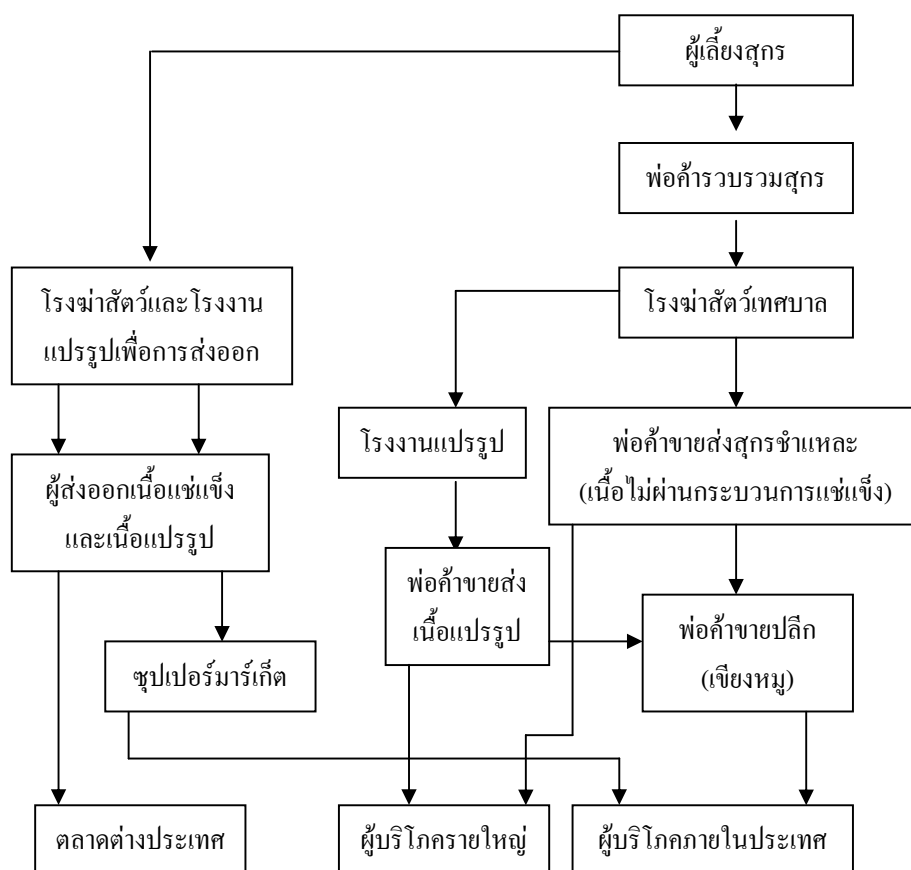 ผู้เลี้ยงสุกร
พ่อค้ารวบรวมสุกร
โรงฆ่าสัตว์และโรงงาน
แปรรูปเพื่อการส่งออก
โรงฆ่าสัตว์เทศบาล
โรงงานแปรรูป
พ่อค้าขายส่งสุกรชำแหละ
(เนื้อไม่ผ่านกระบวนการแช่แข็ง)
ผู้ส่งออกเนื้อแช่แข็ง
และเนื้อแปรรูป
พ่อค้าขายส่ง
เนื้อแปรรูป
พ่อค้าขายปลีก
(เขียงหมู)
ซุปเปอร์มาร์เก็ต
ตลาดต่างประเทศ
ผู้บริโภครายใหญ่
ผู้บริโภคภายในประเทศ